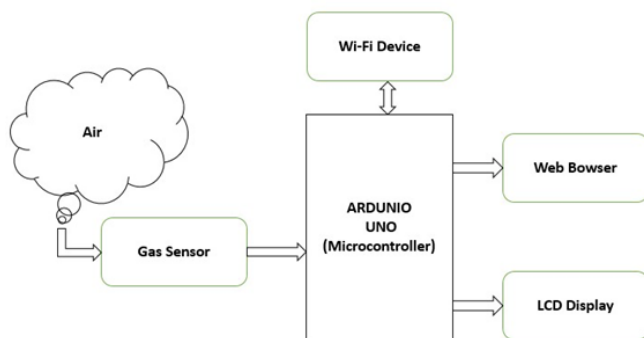 Wi-Fi Device
Air
ARDUNIO
UNO
(Microcontroller)
Web Bowser
Gas Sensor
LCD Display